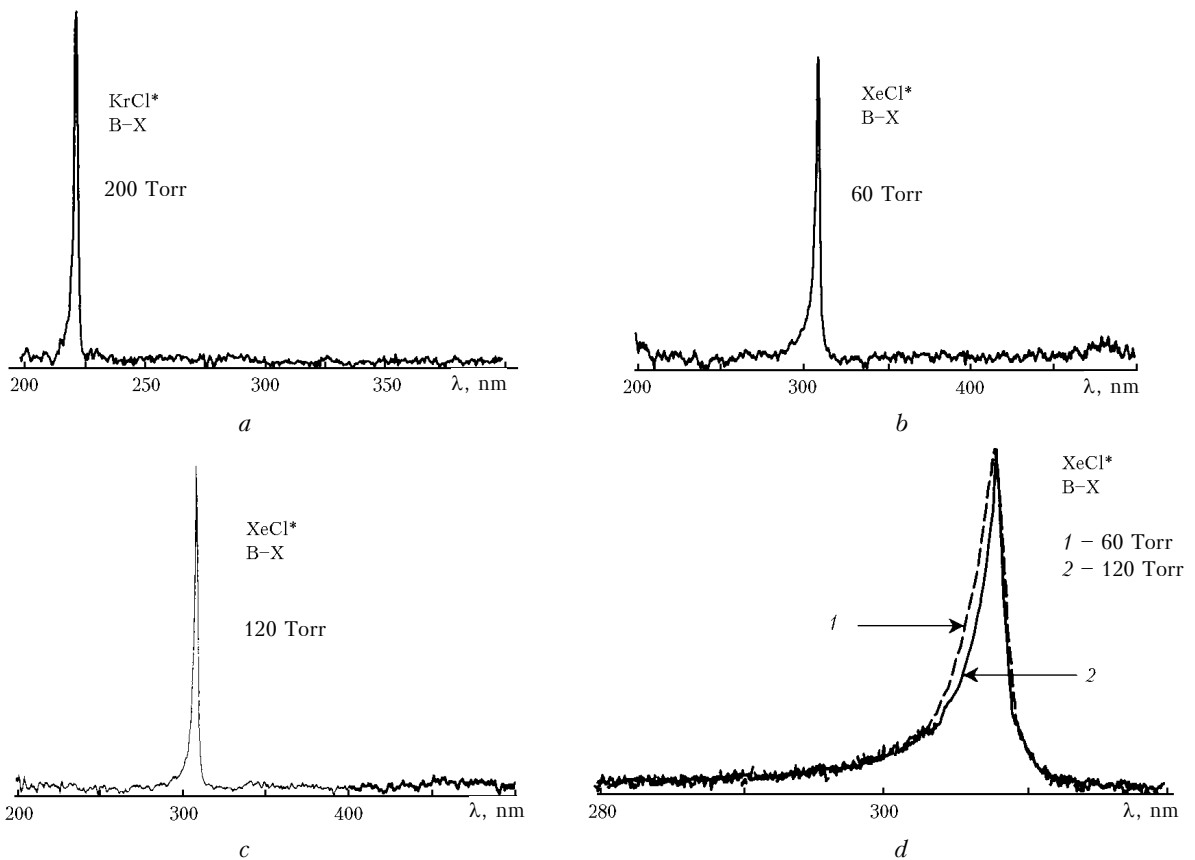 KrCl*
B–X
200 Torr
200 250 300 350 λ, nm
a
XeCl*
B–X
60 Torr
200 300 400 λ, nm
b
XeCl*
B–X
120 Torr
200 300 400 λ, nm
c
XeCl*
B–X
1 – 60 Torr
2 – 120 Torr
1
2
280 300 λ, nm
d